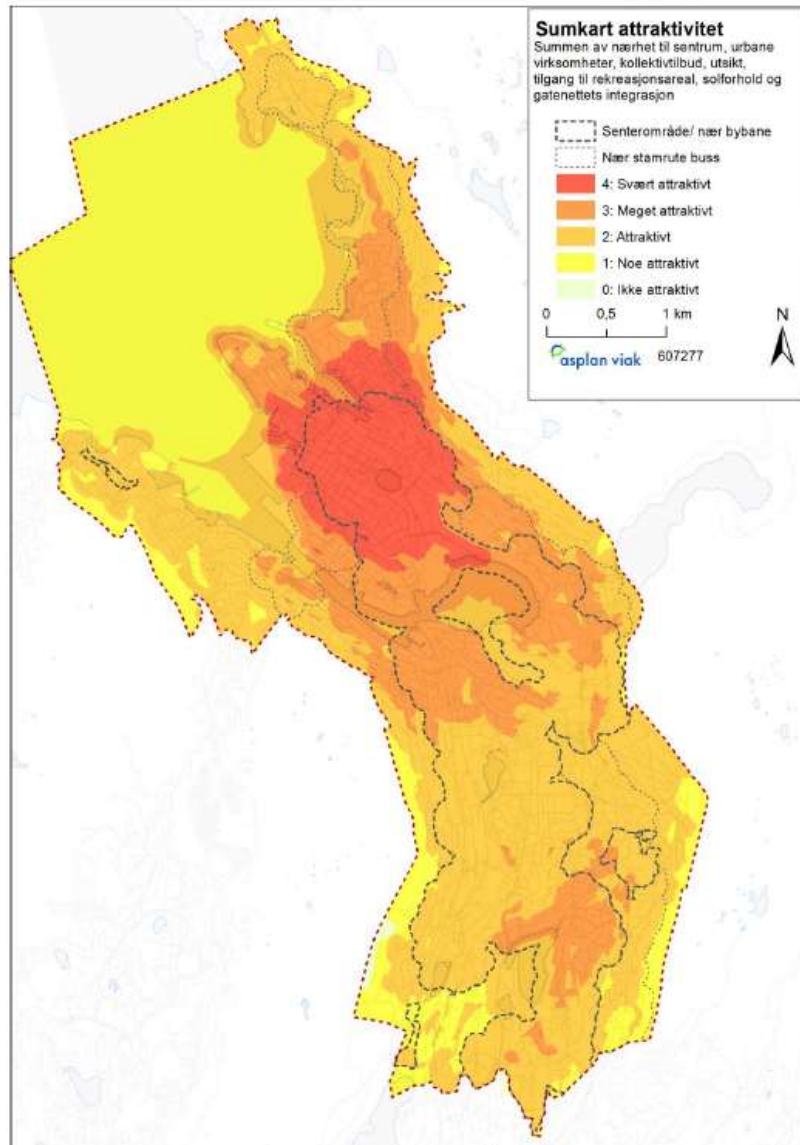 Sumkart attraktivitet
Summen av nærhet til sentrum, urbane
virksomheter, kollektivtilbud, utsikt,
tilgang til rekreasjonsareal, solforhold og
gatenettets integrasjon
Senterområde/ nær bybane
Nær stamrute buss
4: Svært attraktivt
3: Meget attraktivt
2: Attraktivt
1: Noe attraktivt
0: Ikke attraktivt
0 0,5 1 km
N
asplan viak 607277